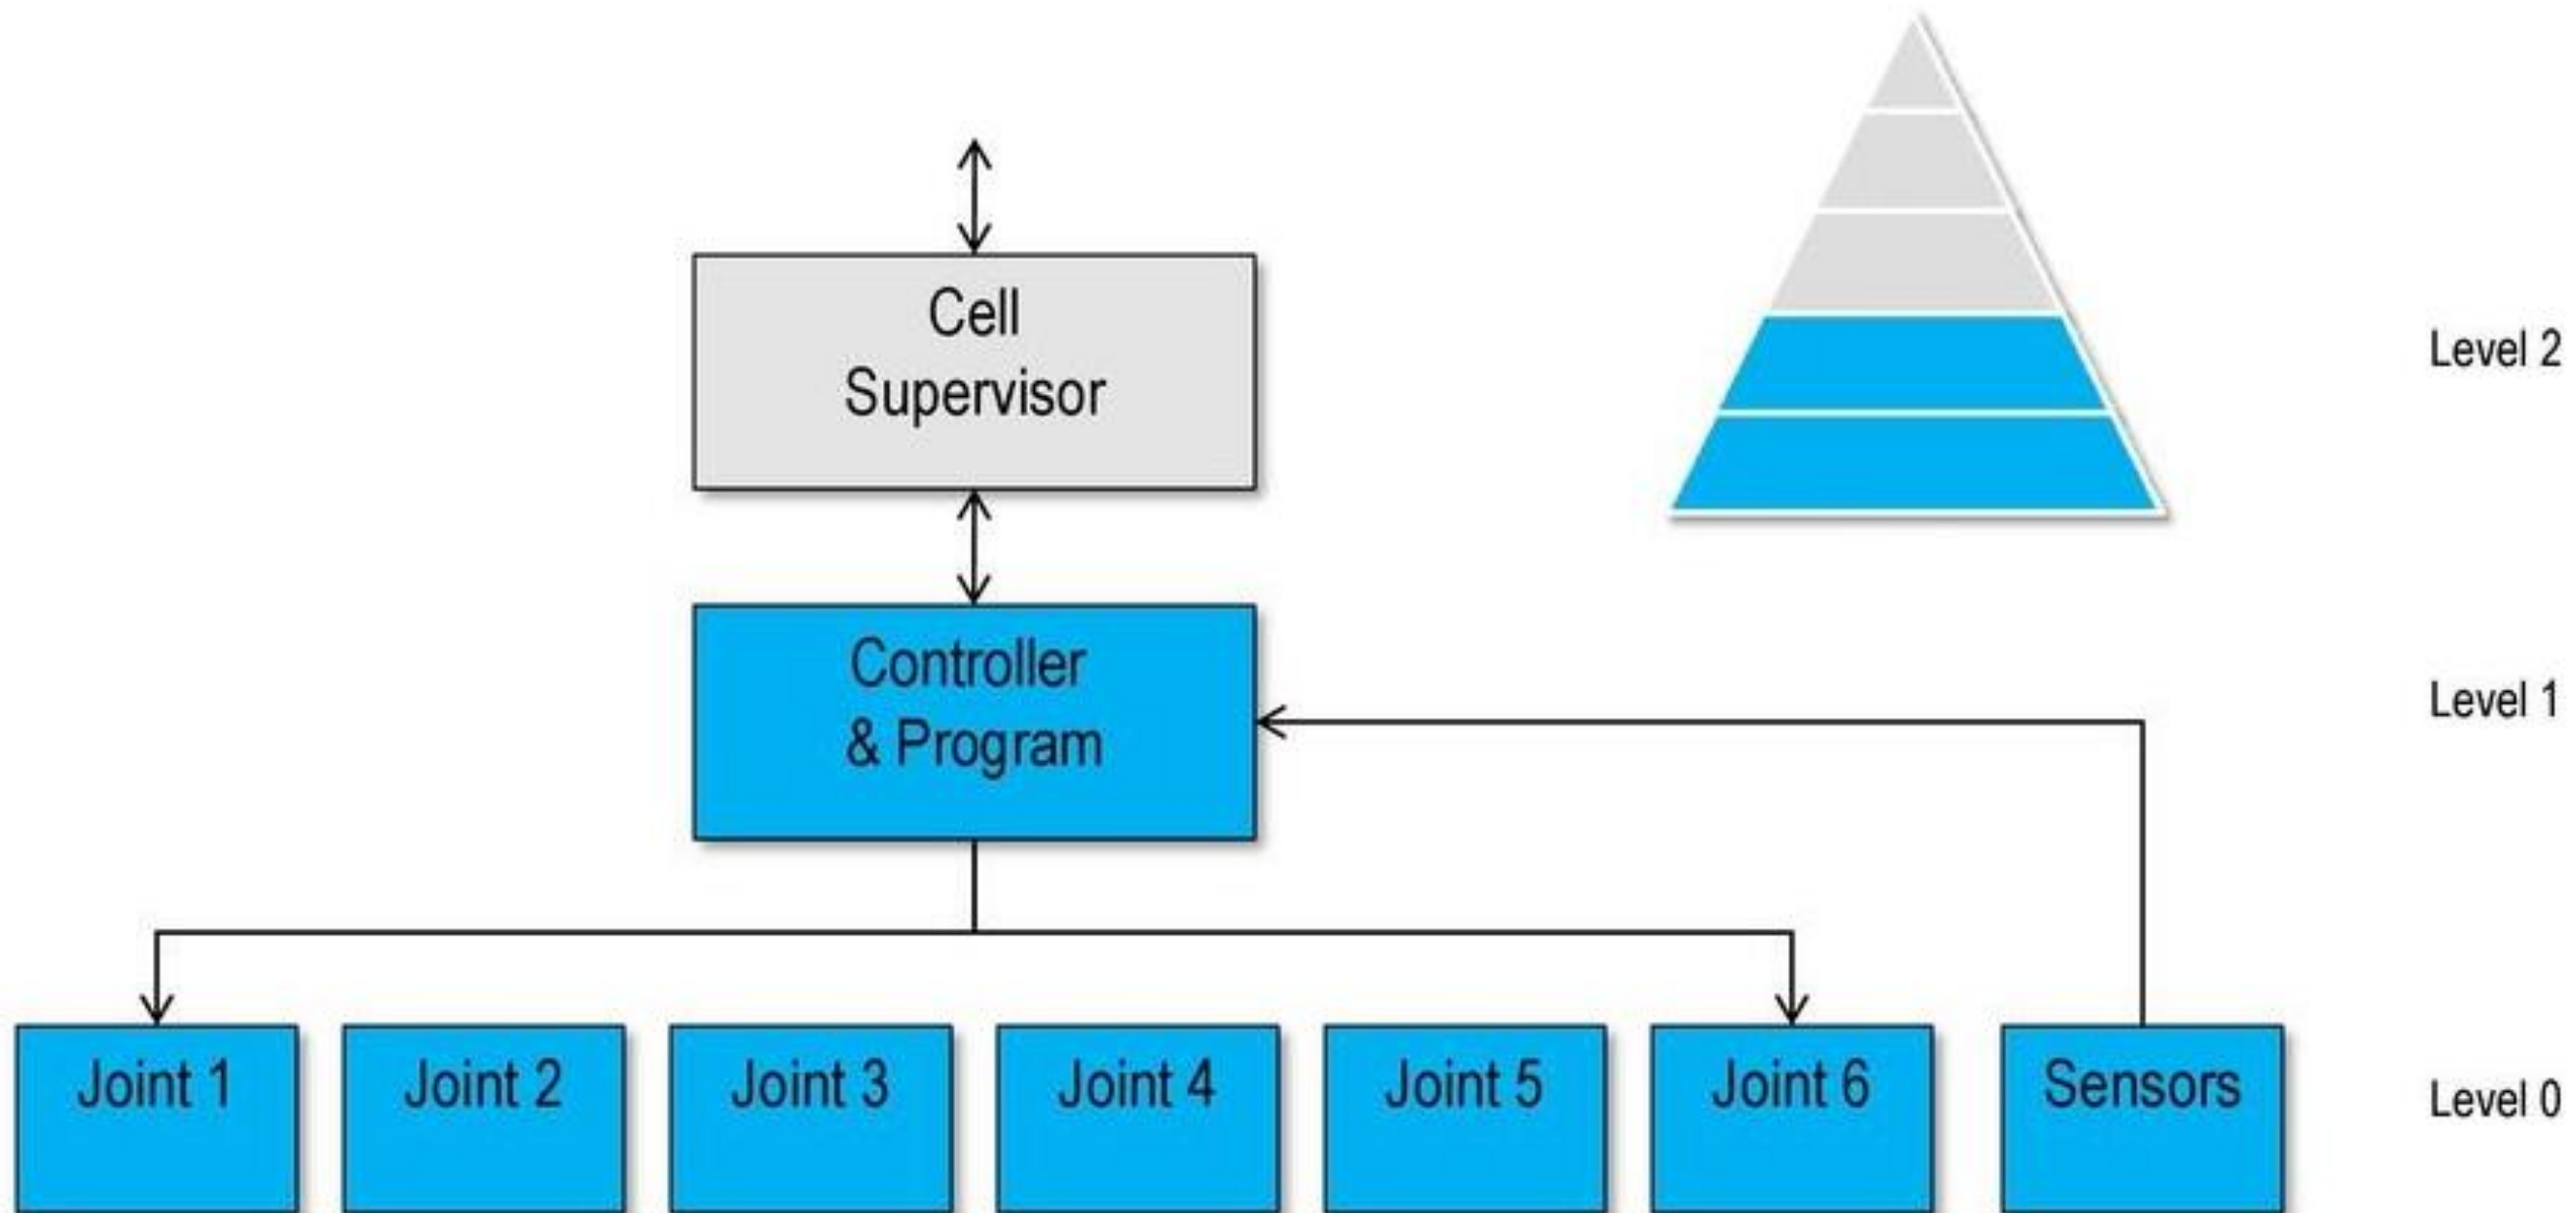 Cell
Supervisor
Level 2
Controller
& Program
Level 1
Joint 1
Joint 2
Joint 3
Joint 4
Joint 5
Joint 6
Sensors
Level 0